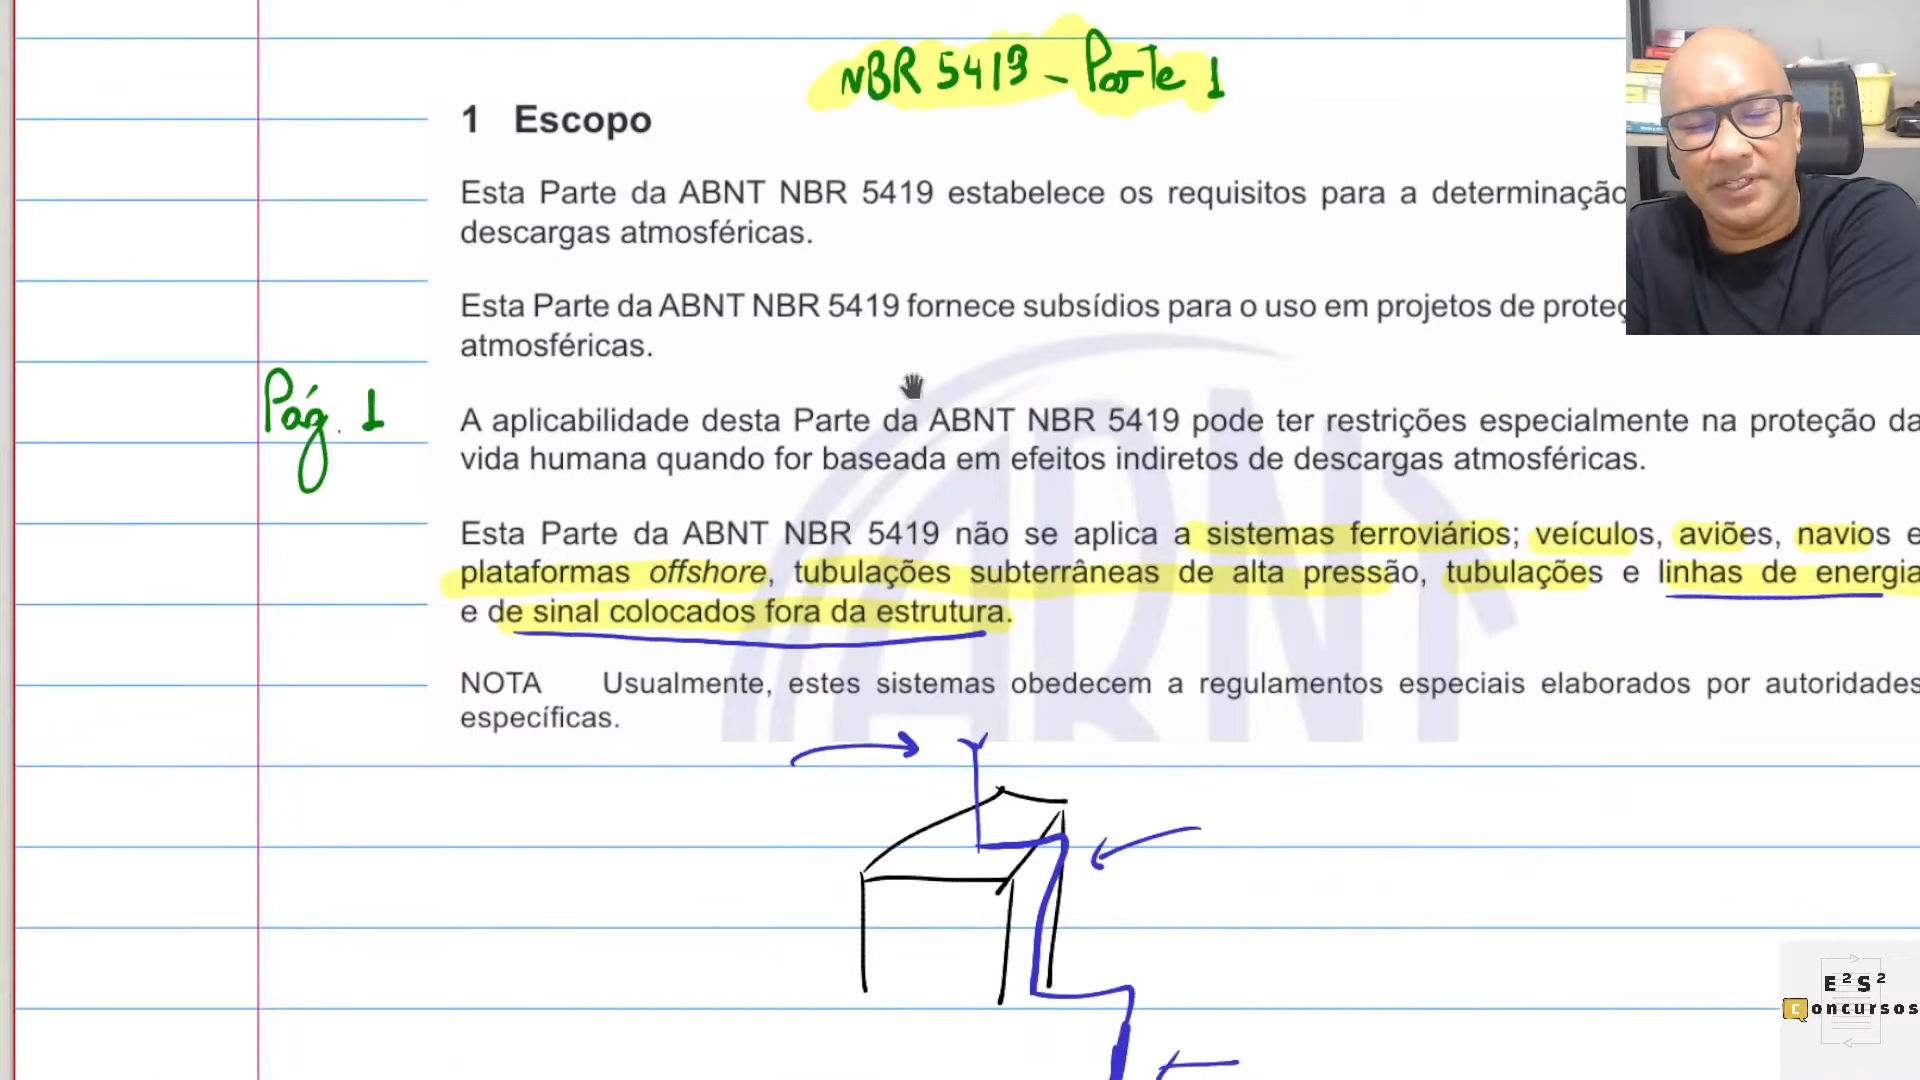 NBR 5419 - Parte 1
1 Escopo
Esta Parte da ABNT NBR 5419 estabelece os requisitos para a determinação
descargas atmosféricas.
Esta Parte da ABNT NBR 5419 fornece subsídios para o uso em projetos de proteç
atmosféricas.
Pág. 1
A aplicabilidade desta Parte da ABNT NBR 5419 pode ter restrições especialmente na proteção da
vida humana quando for baseada em efeitos indiretos de descargas atmosféricas.
Esta Parte da ABNT NBR 5419 não se aplica a sistemas ferroviários; veículos, aviões, navios e
plataformas offshore, tubulações subterrâneas de alta pressão, tubulações e linhas de energia
e de sinal colocados fora da estrutura.
NOTA Usualmente, estes sistemas obedecem a regulamentos especiais elaborados por autoridades
específicas.
ABNT
E²S²
Concursos